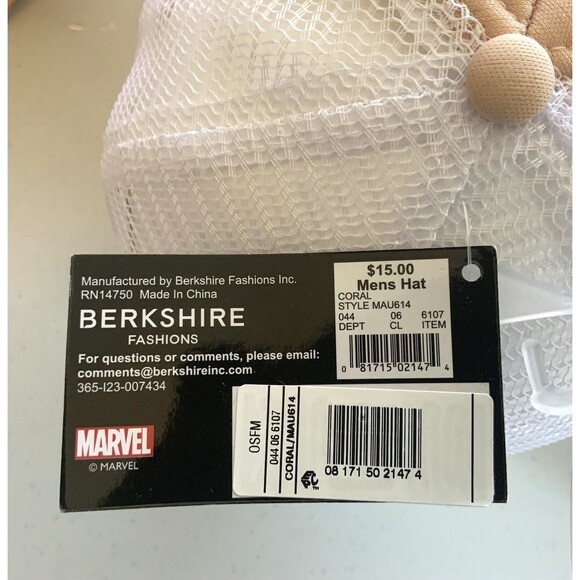 Manufactured by Berkshire Fashions Inc.
RN14750 Made In China
BERKSHIRE
FASHIONS
For questions or comments, please email:
comments@berkshireinc.com
365-I23-007434
MARVEL
© MARVEL
$15.00
Mens Hat
CORAL
STYLE MAU614
044 06 6107
DEPT CL ITEM
0 81715 02147 4
OSFM
044 06 6107
CORAL/MAU614
08 171 50 2147 4